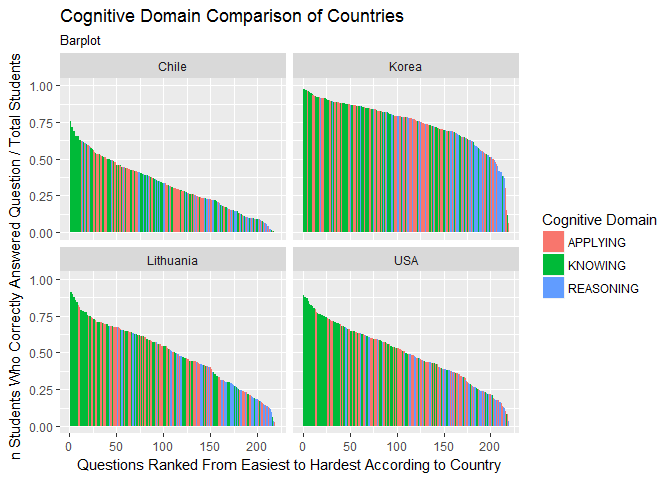 Cognitive Domain Comparison of Countries
Barplot
n Students Who Correctly Answered Question / Total Students
Chile
Korea
1.00
0.75
0.50
0.25
0.00
Lithuania
USA
1.00
0.75
0.50
0.25
0.00
0 50 100 150 200
0 50 100 150 200
Questions Ranked From Easiest to Hardest According to Country
Cognitive Domain
APPLYING
KNOWING
REASONING